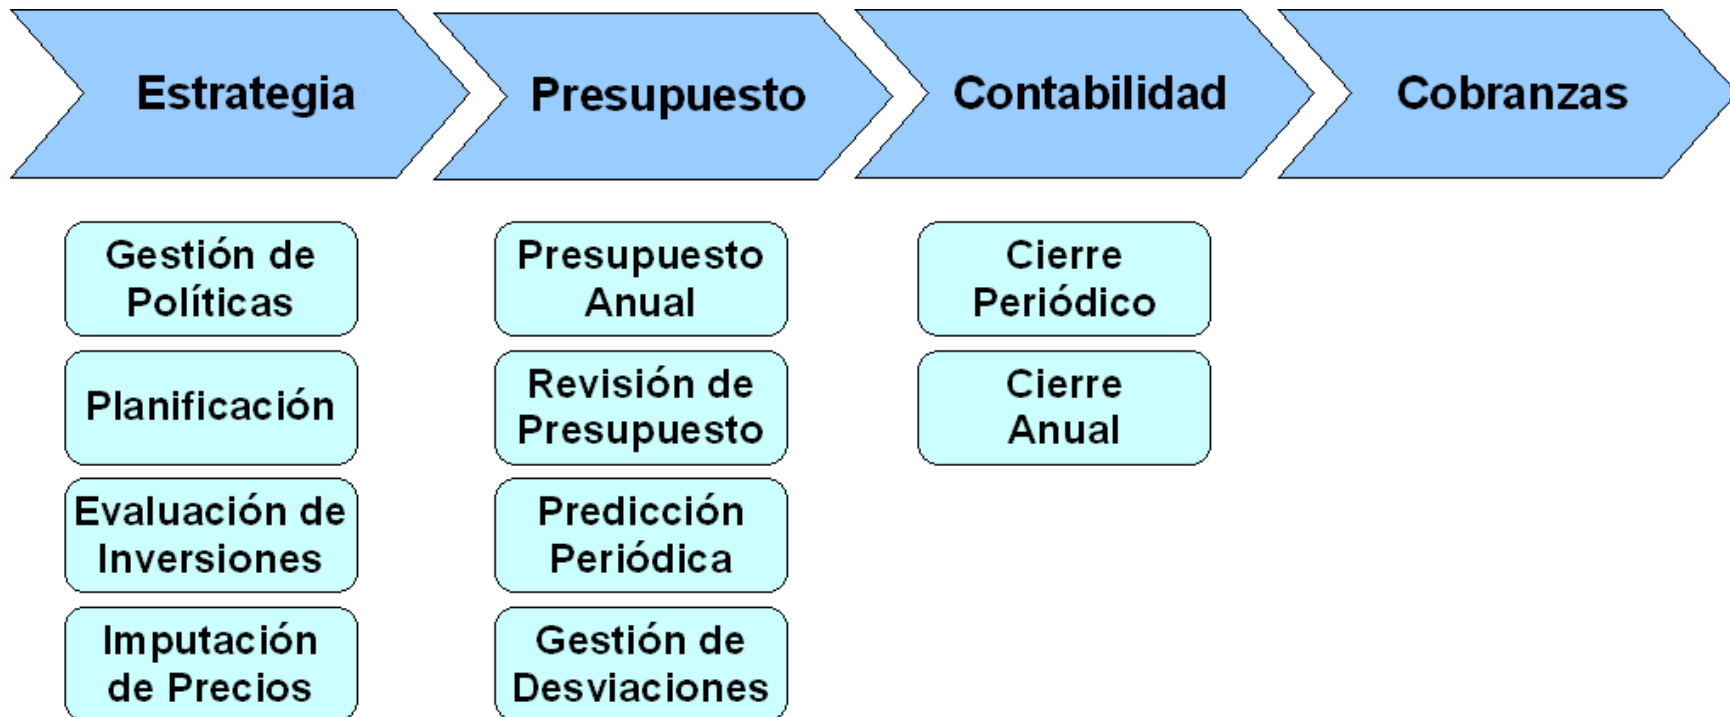 Estrategia
Presupuesto
Contabilidad
Cobranzas
Gestión de
Políticas
Planificación
Evaluación de
Inversiones
Imputación
de Precios
Presupuesto
Anual
Revisión de
Presupuesto
Predicción
Periódica
Gestión de
Desviaciones
Cierre
Periódico
Cierre
Anual